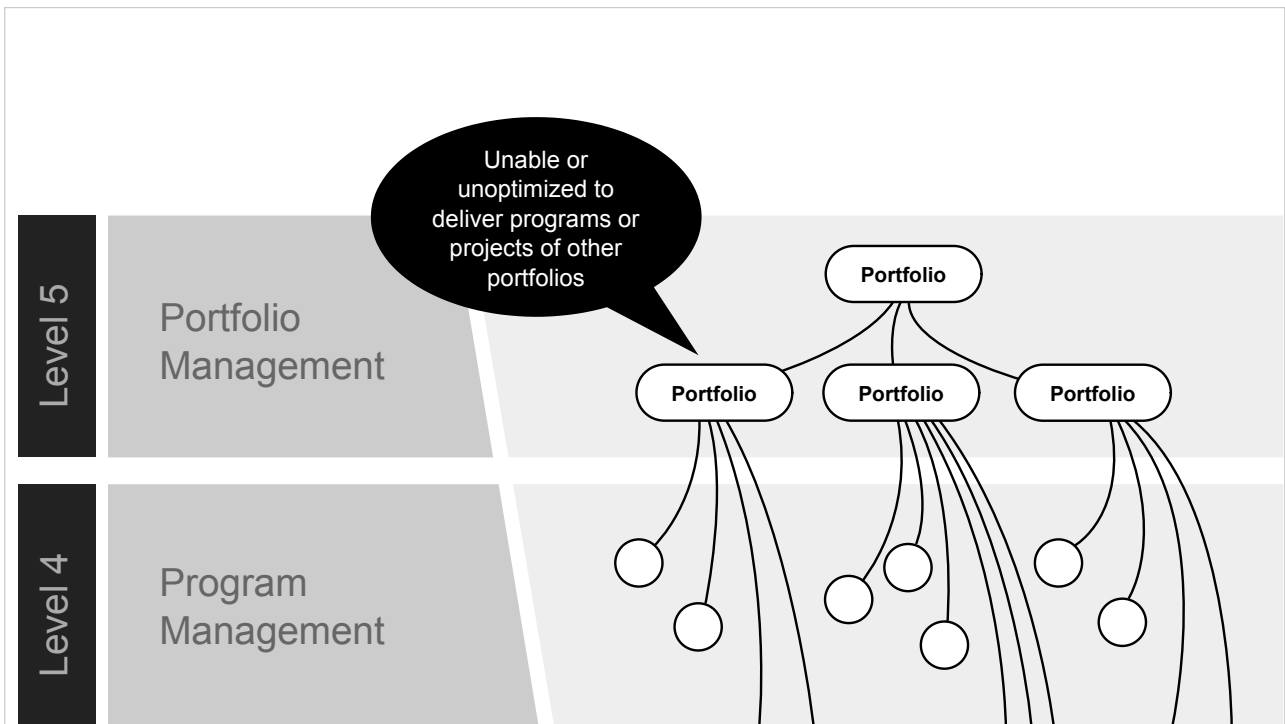 Unable or
unoptimized to
deliver programs or
projects of other
portfolios
Level 5
Portfolio
Management
Portfolio
Portfolio
Portfolio
Portfolio
Level 4
Program
Management